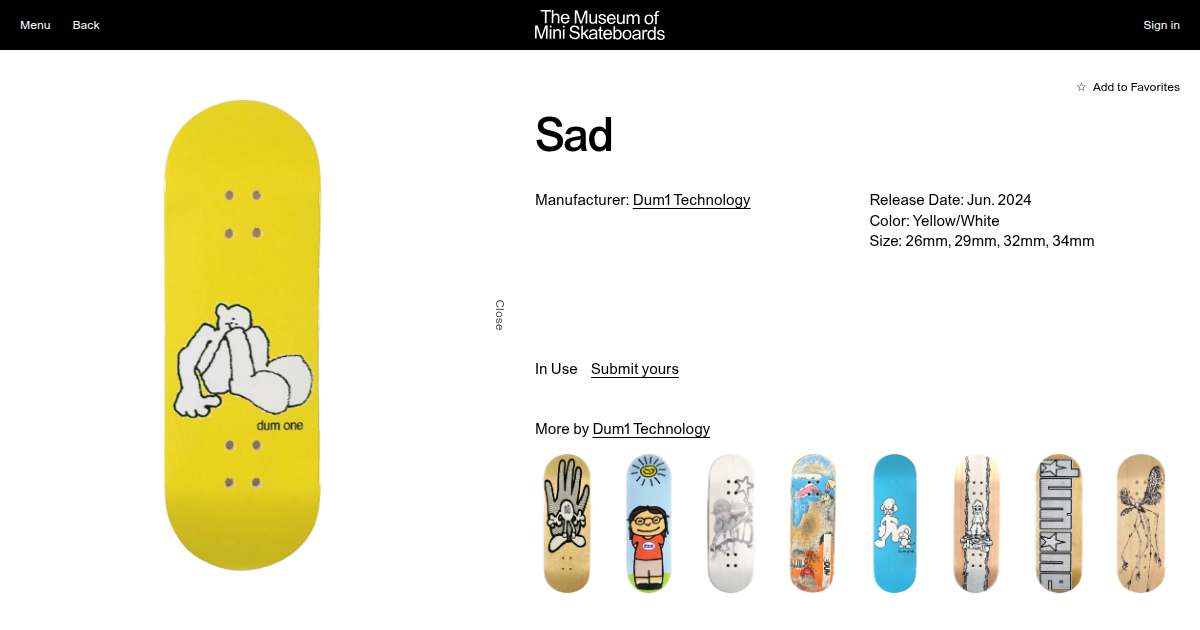 Menu
Back
The Museum of
Mini Skateboards
Sign in
☆ Add to Favorites
Sad
Manufacturer: Dum1 Technology
Release Date: Jun. 2024
Color: Yellow/White
Size: 26mm, 29mm, 32mm, 34mm
dum one
Close
In Use
Submit yours
More by Dum1 Technology
dum one